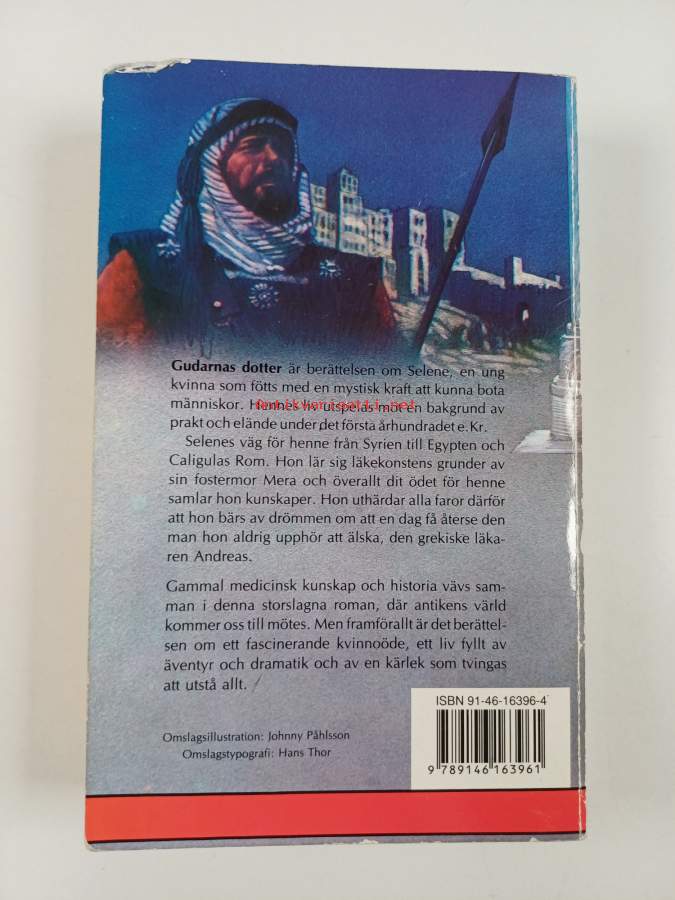 Gudarnas dotter är berättelsen om Selene, en ung
kvinna som fötts med en mystisk kraft att kunna bota
människor. Hennes liv utspelas mot en bakgrund av
prakt och elände under det första århundradet e.Kr.
Selenes väg för henne från Syrien till Egypten och
Caligulas Rom. Hon lär sig läkekonstens grunder av
sin fostermor Mera och överallt dit ödet för henne
samlar hon kunskaper. Hon uthärdar alla faror därför
att hon bärs av drömmen om att en dag få återse den
man hon aldrig upphör att älska, den grekiske läka-
ren Andreas.
Gammal medicinsk kunskap och historia vävs sam-
man i denna storslagna roman, där antikens värld
kommer oss till mötes. Men framförallt är det berättel-
sen om ett fascinerande kvinnoöde, ett liv fyllt av
äventyr och dramatik och av en kärlek som tvingas
att utstå allt.
Omslagsillustration: Johnny Påhlsson
Omslagstypografi: Hans Thor
ISBN 91-46-16396-4
9 789146 163961